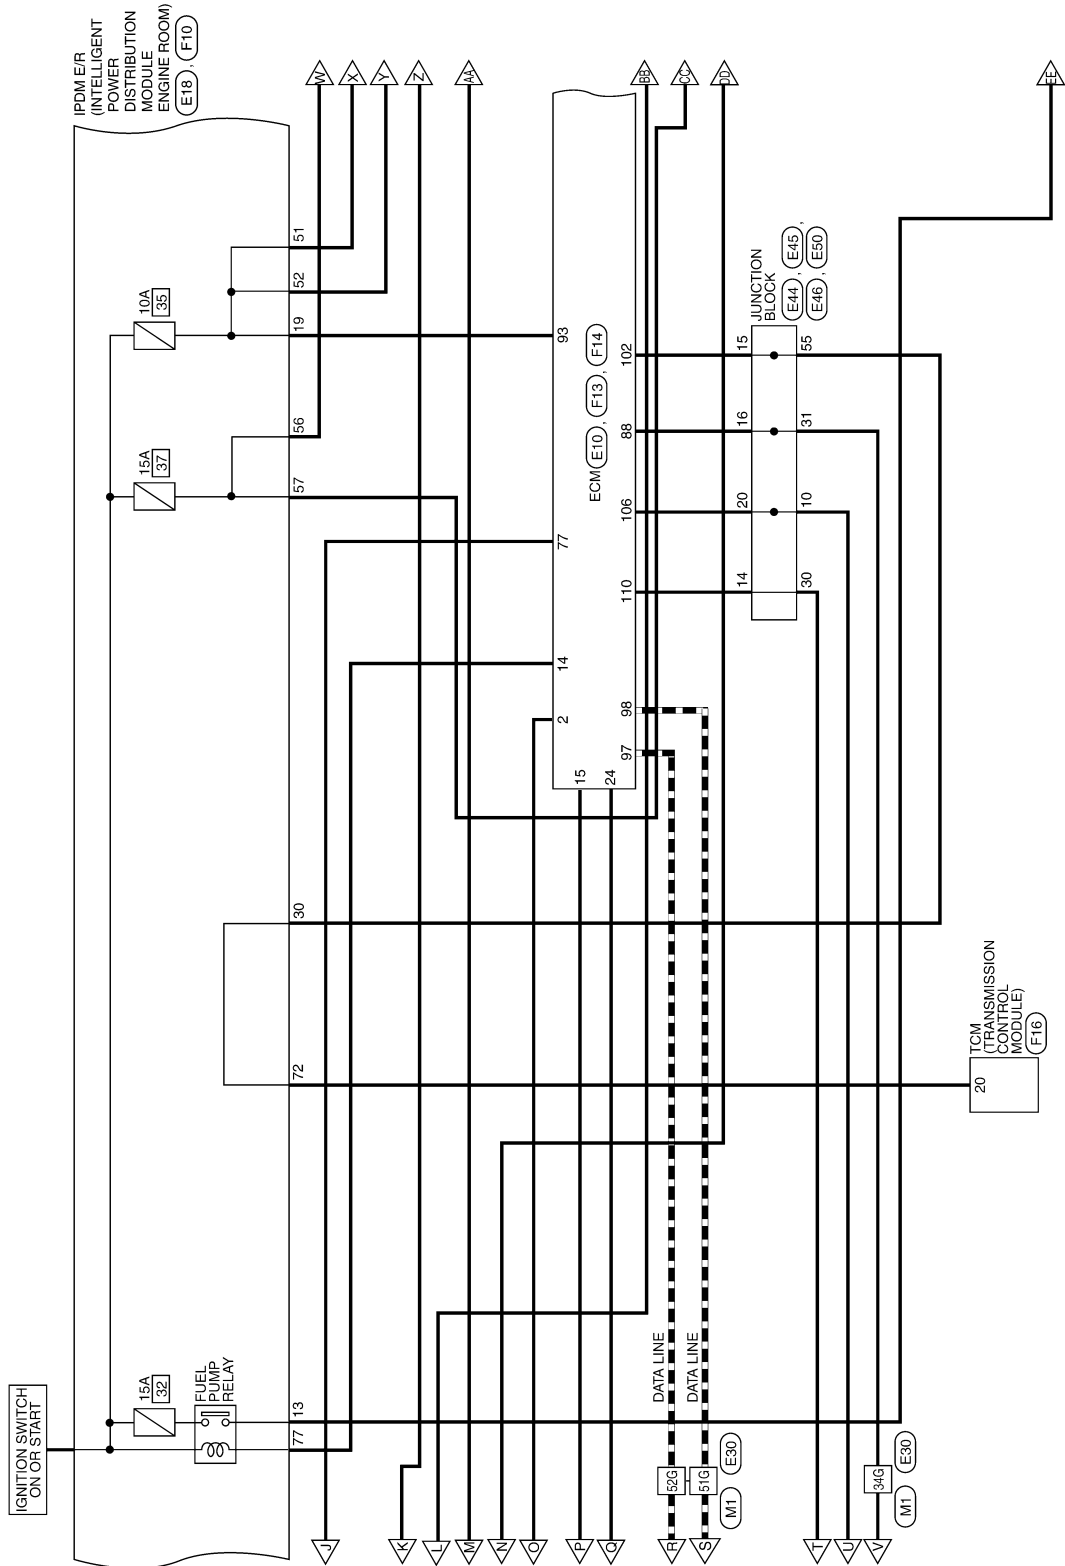 IPDM E/R
(INTELLIGENT
POWER
DISTRIBUTION
MODULE
ENGINE ROOM)
E18 , F10
IGNITION SWITCH
ON OR START
15A
32
FUEL
PUMP
RELAY
15A
37
10A
35
77
13
72
30
57
56
19
52
51
J
K
L
M
N
O
P
Q
R
S
T
U
V
W
X
Y
Z
AA
BB
CC
DD
EE
2
14
77
93
15
24
97
98
110
106
88
102
ECM E10 , F13 , F14
14
20
16
15
30
10
31
55
JUNCTION
BLOCK
E44 , E45 ,
E46 , E50
DATA LINE
DATA LINE
52G
51G
M1
E30
34G
M1
E30
20
TCM
(TRANSMISSION
CONTROL
MODULE)
F16